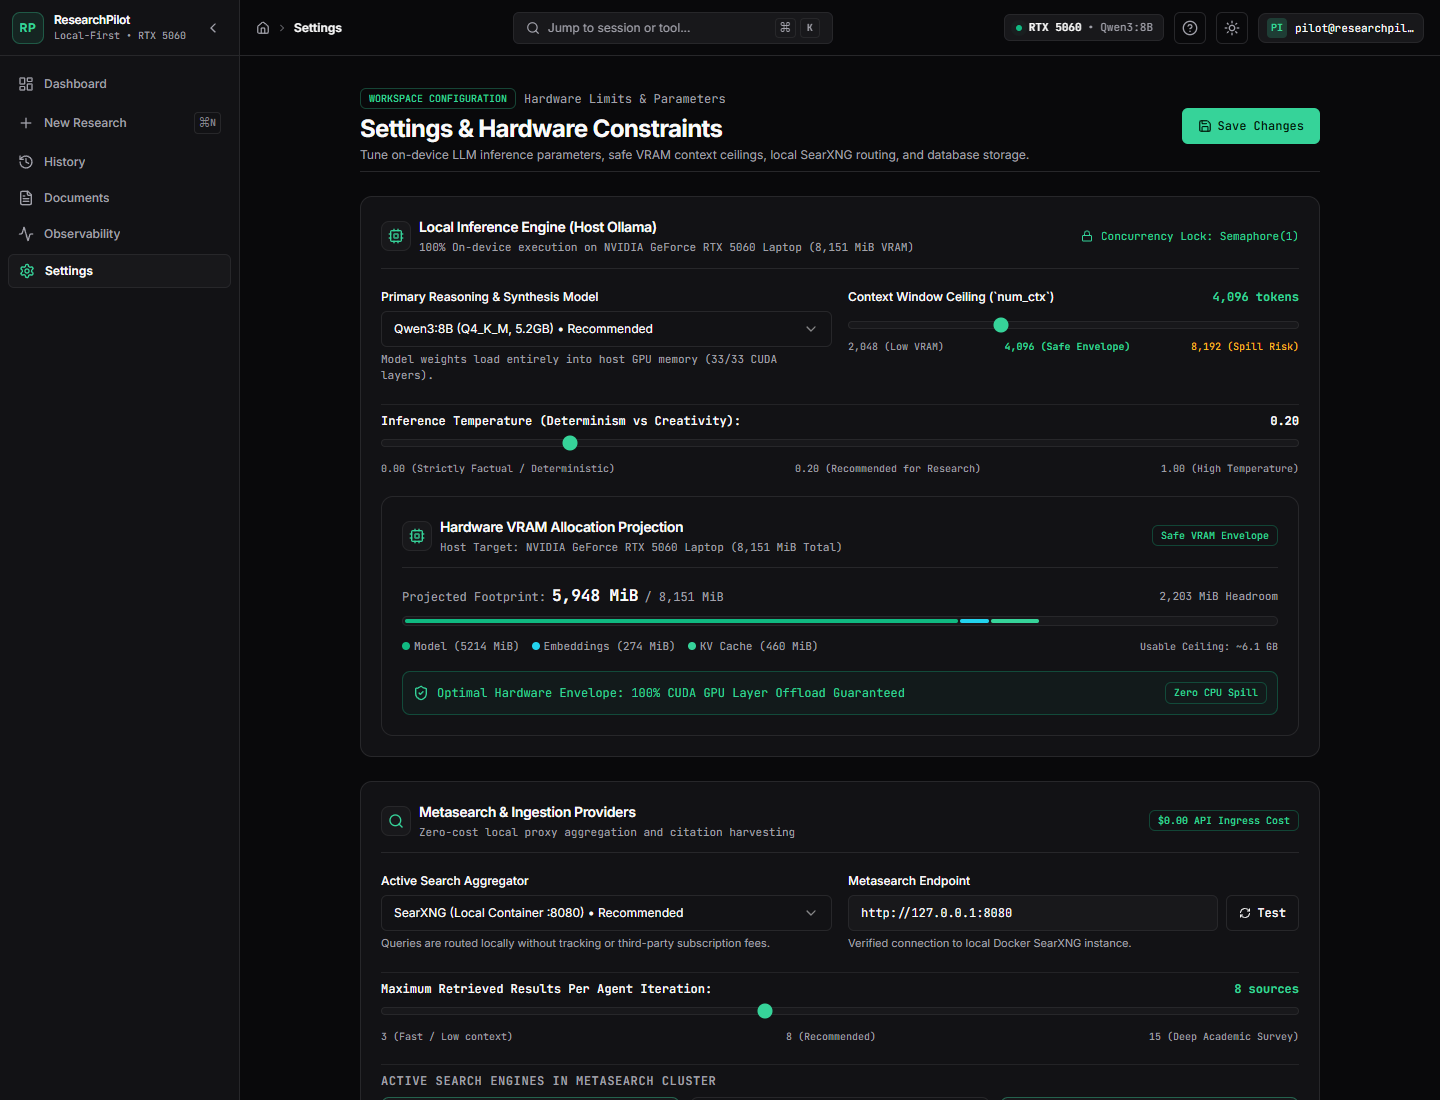 RP
ResearchPilot
Local-First • RTX 5060
Settings
Jump to session or tool...
⌘ K
RTX 5060 • Qwen3:8B
PI pilot@researchpil…
Dashboard
New Research ⌘N
History
Documents
Observability
Settings
WORKSPACE CONFIGURATION Hardware Limits & Parameters
Settings & Hardware Constraints
Tune on-device LLM inference parameters, safe VRAM context ceilings, local SearXNG routing, and database storage.
Save Changes
Local Inference Engine (Host Ollama)
100% On-device execution on NVIDIA GeForce RTX 5060 Laptop (8,151 MiB VRAM)
Concurrency Lock: Semaphore(1)
Primary Reasoning & Synthesis Model
Qwen3:8B (Q4_K_M, 5.2GB) • Recommended
Model weights load entirely into host GPU memory (33/33 CUDA
layers).
Context Window Ceiling (`num_ctx`) 4,096 tokens
2,048 (Low VRAM) 4,096 (Safe Envelope) 8,192 (Spill Risk)
Inference Temperature (Determinism vs Creativity): 0.20
0.00 (Strictly Factual / Deterministic) 0.20 (Recommended for Research) 1.00 (High Temperature)
Hardware VRAM Allocation Projection
Host Target: NVIDIA GeForce RTX 5060 Laptop (8,151 MiB Total)
Safe VRAM Envelope
Projected Footprint: 5,948 MiB / 8,151 MiB 2,203 MiB Headroom
Model (5214 MiB) Embeddings (274 MiB) KV Cache (460 MiB) Usable Ceiling: ~6.1 GB
Optimal Hardware Envelope: 100% CUDA GPU Layer Offload Guaranteed Zero CPU Spill
Metasearch & Ingestion Providers
Zero-cost local proxy aggregation and citation harvesting
$0.00 API Ingress Cost
Active Search Aggregator
SearXNG (Local Container :8080) • Recommended
Queries are routed locally without tracking or third-party subscription fees.
Metasearch Endpoint
http://127.0.0.1:8080 Test
Verified connection to local Docker SearXNG instance.
Maximum Retrieved Results Per Agent Iteration: 8 sources
3 (Fast / Low context) 8 (Recommended) 15 (Deep Academic Survey)
ACTIVE SEARCH ENGINES IN METASEARCH CLUSTER